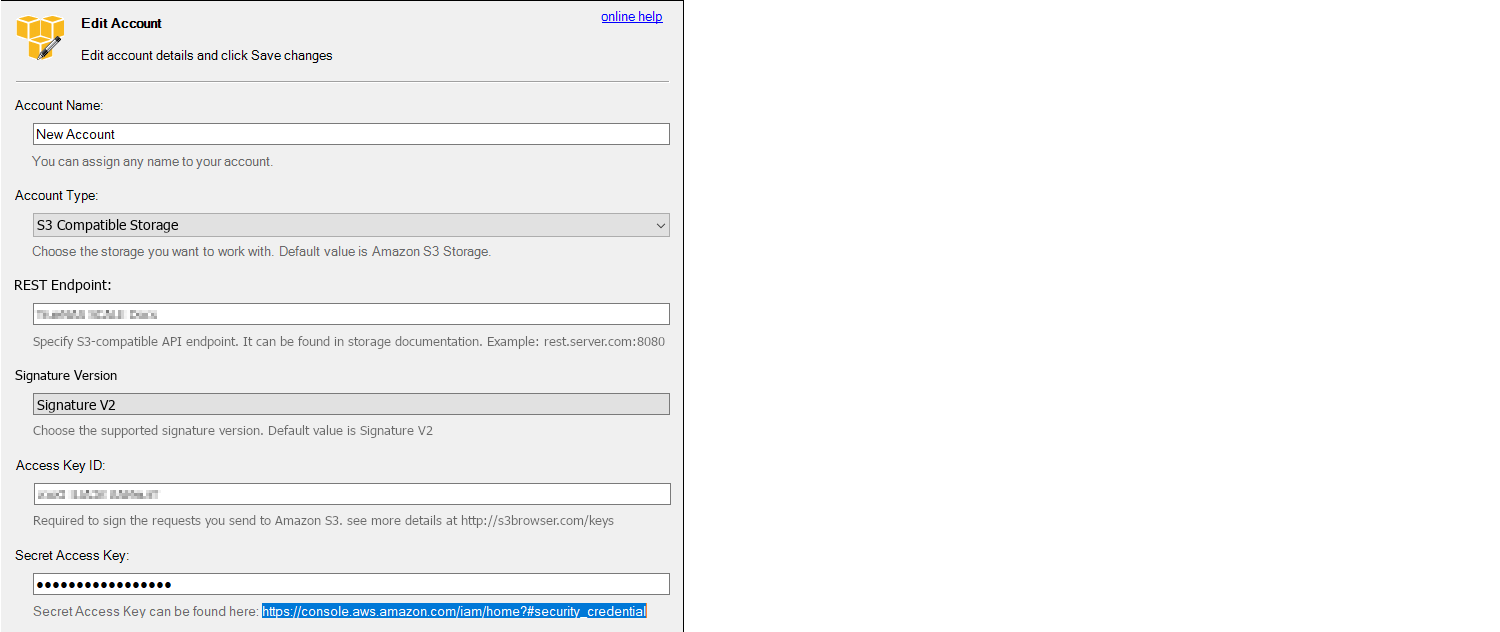 Edit Account
online help
Edit account details and click Save changes
Account Name:
New Account
You can assign any name to your account.
Account Type:
S3 Compatible Storage
Choose the storage you want to work with. Default value is Amazon S3 Storage.
REST Endpoint:
Specify S3-compatible API endpoint. It can be found in storage documentation. Example: rest.server.com:8080
Signature Version
Signature V2
Choose the supported signature version. Default value is Signature V2
Access Key ID:
Required to sign the requests you send to Amazon S3. see more details at http://s3browser.com/keys
Secret Access Key:
●●●●●●●●●●●●●●●●●
Secret Access Key can be found here: https://console.aws.amazon.com/iam/home?#security_credential